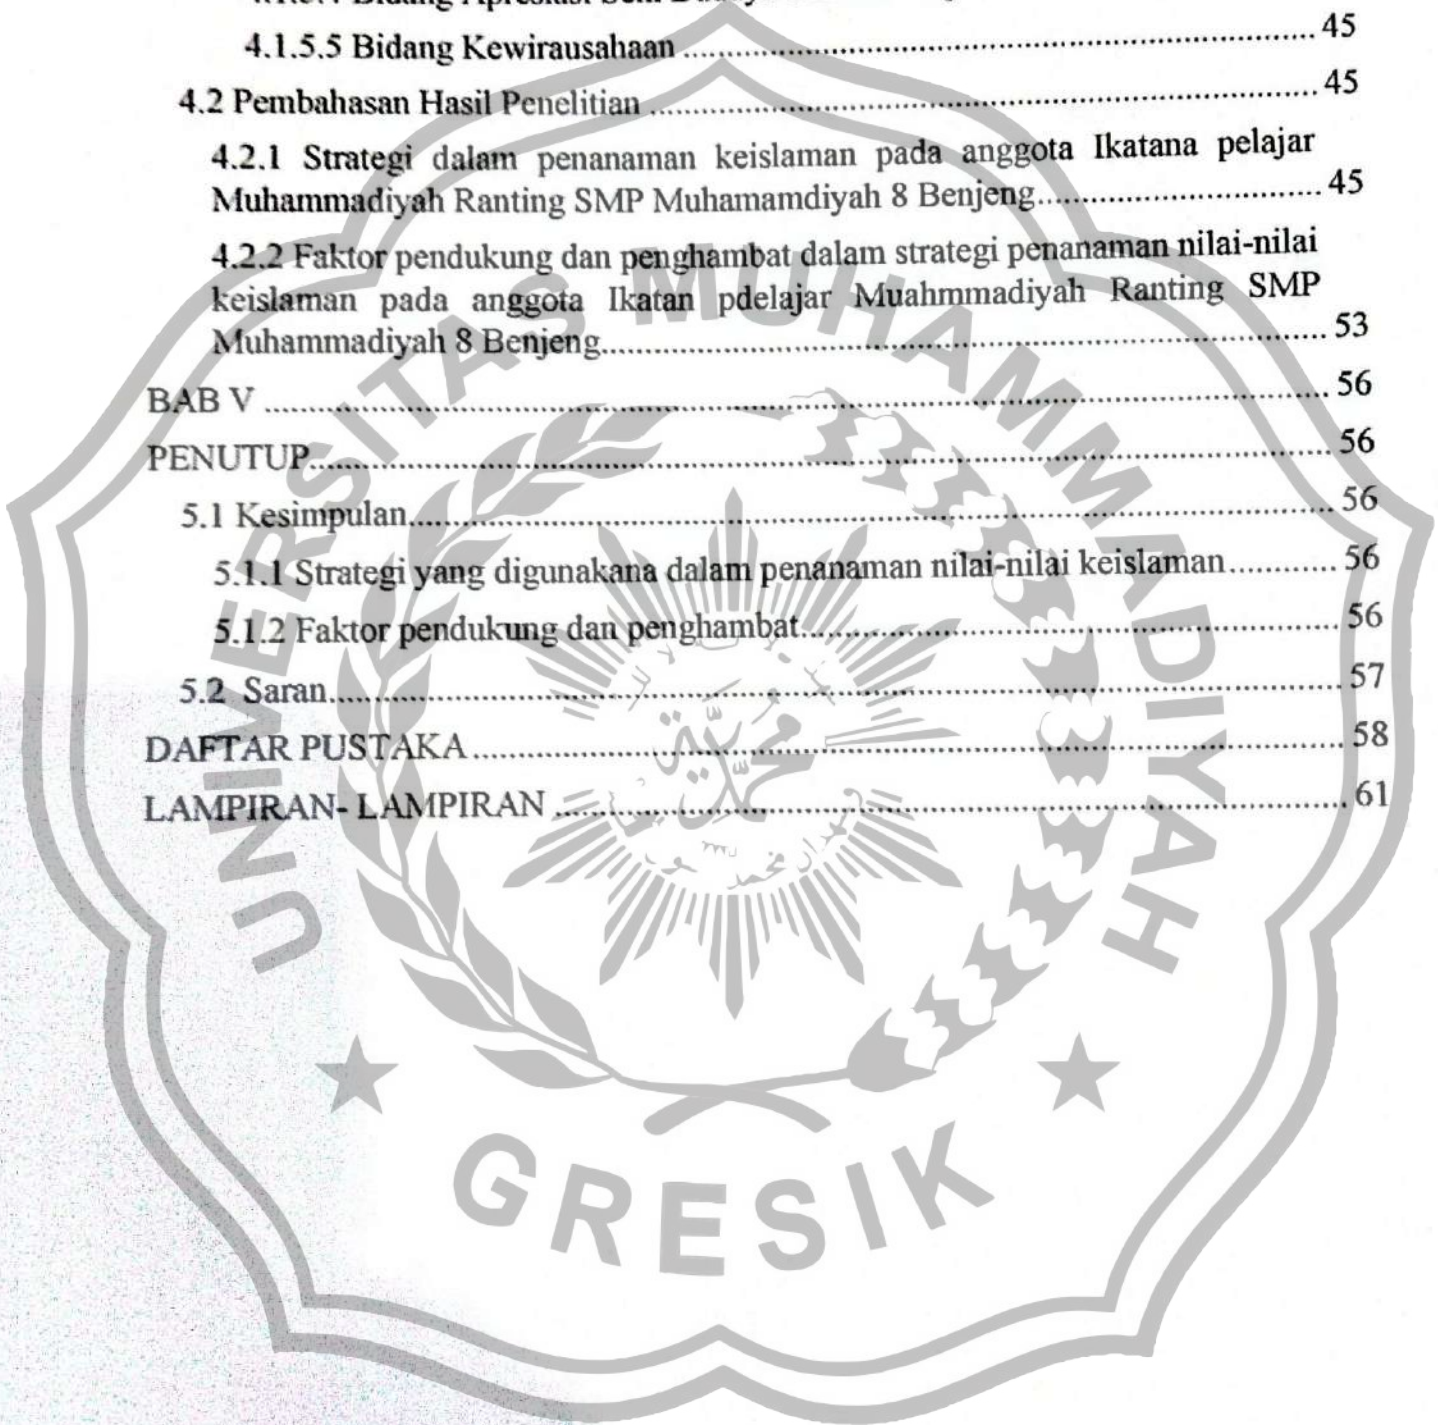 Bidang Apresiasi Seni
4.1.5.5 Bidang Kewirausahaan ........ 45
4.2 Pembahasan Hasil Penelitian ........ 45
4.2.1 Strategi dalam penanaman keislaman pada anggota Ikatana pelajar
Muhammadiyah Ranting SMP Muhamamdiyah 8 Benjeng........ 45
4.2.2 Faktor pendukung dan penghambat dalam strategi penanaman nilai-nilai
keislaman pada anggota Ikatan pdelajar Muahmmadiyah Ranting SMP
Muhammadiyah 8 Benjeng........ 53
BAB V ........ 56
PENUTUP........ 56
5.1 Kesimpulan........ 56
5.1.1 Strategi yang digunakana dalam penanaman nilai-nilai keislaman........ 56
5.1.2 Faktor pendukung dan penghambat........ 56
5.2 Saran........ 57
DAFTAR PUSTAKA ........ 58
LAMPIRAN- LAMPIRAN ........ 61
UNIVERSITAS MUHAMMADIYAH
GRESIK
محمدية